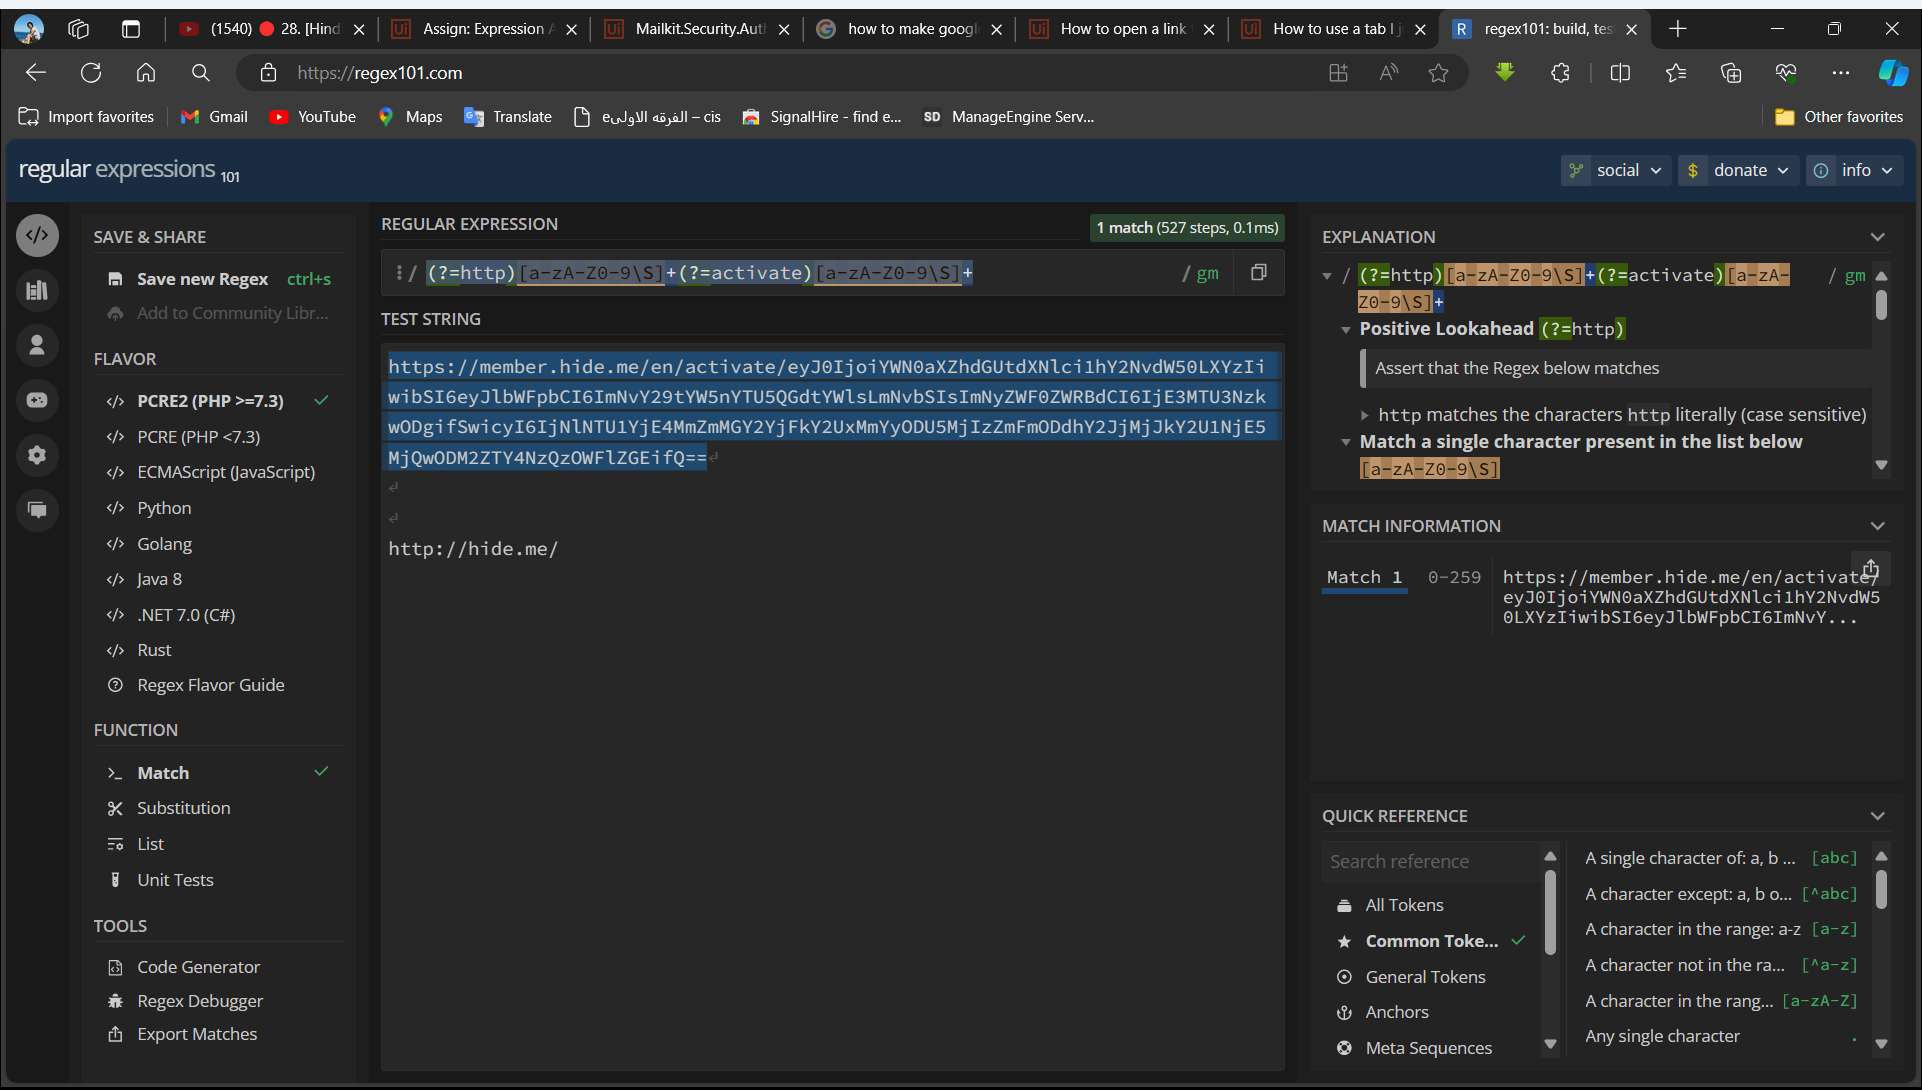 (1540) 28. [Hind
Assign: Expression A
Mailkit.Security.Aut
how to make googl
How to open a link
How to use a tab I j
regex101: build, tes
https://regex101.com
Import favorites
Gmail
YouTube
Maps
Translate
الفرقه الاولىء – cis
SignalHire - find e...
SD ManageEngine Serv...
Other favorites
regular expressions 101
social
$ donate
info
SAVE & SHARE
Save new Regex ctrl+s
Add to Community Libr...
FLAVOR
PCRE2 (PHP >=7.3)
PCRE (PHP <7.3)
ECMAScript (JavaScript)
Python
Golang
Java 8
.NET 7.0 (C#)
Rust
Regex Flavor Guide
FUNCTION
Match
Substitution
List
Unit Tests
TOOLS
Code Generator
Regex Debugger
Export Matches
REGULAR EXPRESSION
1 match (527 steps, 0.1ms)
/ (?=http)[a-zA-Z0-9\S]+(?=activate)[a-zA-Z0-9\S]+ / gm
TEST STRING
https://member.hide.me/en/activate/eyJ0IjoiYWN0aXZhdGUtdXNlci1hY2NvdW50LXYzIi
wibSI6eyJlbWFpbCI6ImNvY29tYW5nYTU5QGdtYWlsLmNvbSIsImNyZWF0ZWRBdCI6IjE3MTU3Nzk
wODgifSwicyI6IjNlNTU1YjE4MmZmMGY2YjFkY2UxMmYyODU5MjIzZmFmODdhY2JjMjJkY2U1NjE5
MjQwODM2ZTY4NzQzOWFlZGEifQ==
http://hide.me/
EXPLANATION
/ (?=http)[a-zA-Z0-9\S]+(?=activate)[a-zA- / gm
Z0-9\S]+
Positive Lookahead (?=http)
Assert that the Regex below matches
http matches the characters http literally (case sensitive)
Match a single character present in the list below
[a-zA-Z0-9\S]
MATCH INFORMATION
Match 1 0-259 https://member.hide.me/en/activate/
eyJ0IjoiYWN0aXZhdGUtdXNlci1hY2NvdW5
0LXYzIiwibSI6eyJlbWFpbCI6ImNvY...
QUICK REFERENCE
Search reference
All Tokens
Common Toke...
General Tokens
Anchors
Meta Sequences
A single character of: a, b ... [abc]
A character except: a, b o... [^abc]
A character in the range: a-z [a-z]
A character not in the ra... [^a-z]
A character in the rang... [a-zA-Z]
Any single character .